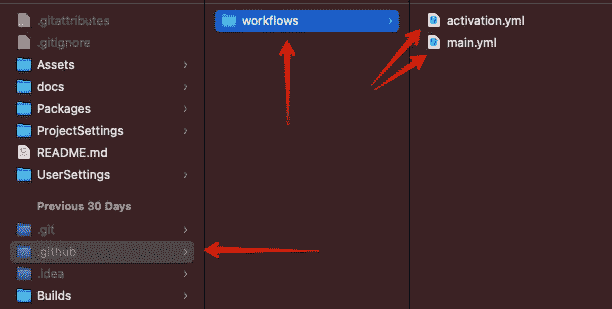 .gitattributes
.gitignore
Assets
docs
Packages
ProjectSettings
README.md
UserSettings
Previous 30 Days
.git
.github
.idea
Builds
workflows
activation.yml
main.yml